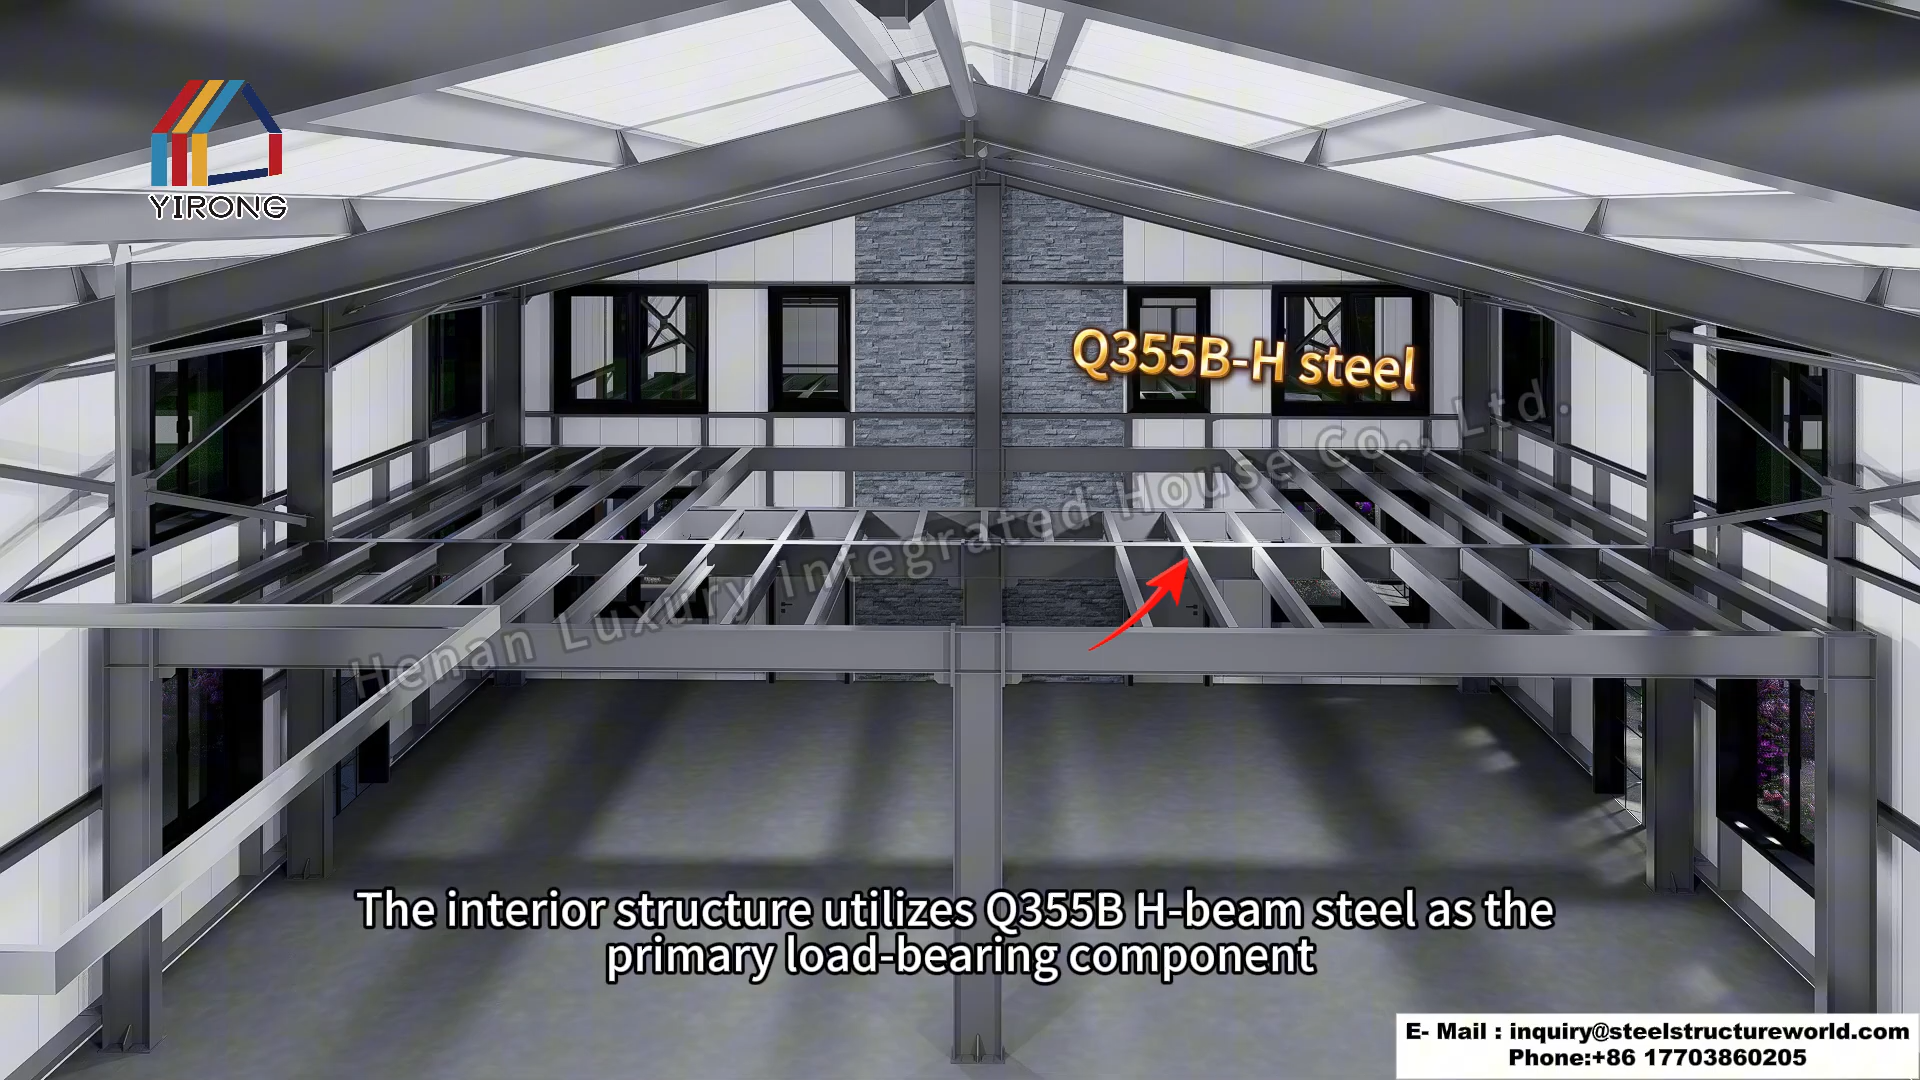 YIRONG
Q355B-H steel
Henan Luxury Integrated House Co., Ltd.
The interior structure utilizes Q355B H-beam steel as the
primary load-bearing component
E- Mail : inquiry@steelstructureworld.com
Phone:+86 17703860205